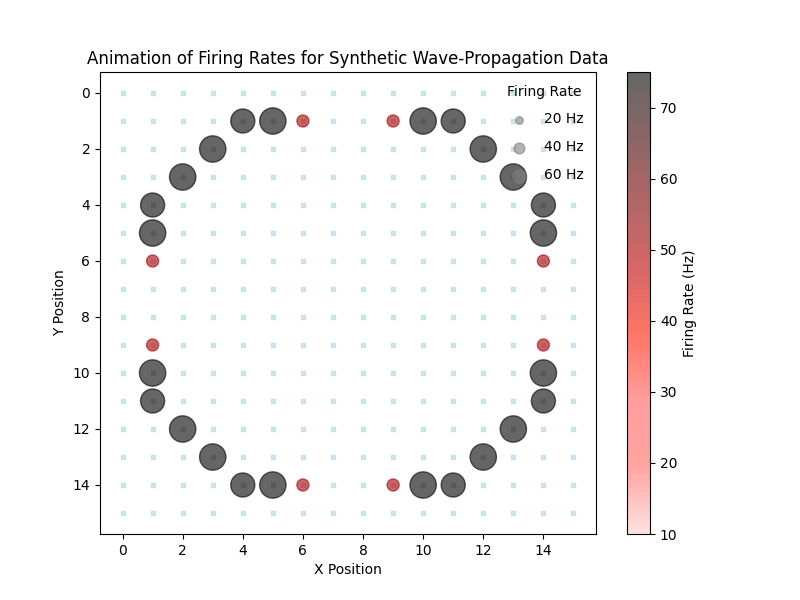 Animation of Firing Rates for Synthetic Wave-Propagation Data
Firing Rate
20 Hz
40 Hz
60 Hz
0
2
4
6
8
10
12
14
Y Position
0
2
4
6
8
10
12
14
X Position
70
60
50
40
30
20
10
Firing Rate (Hz)